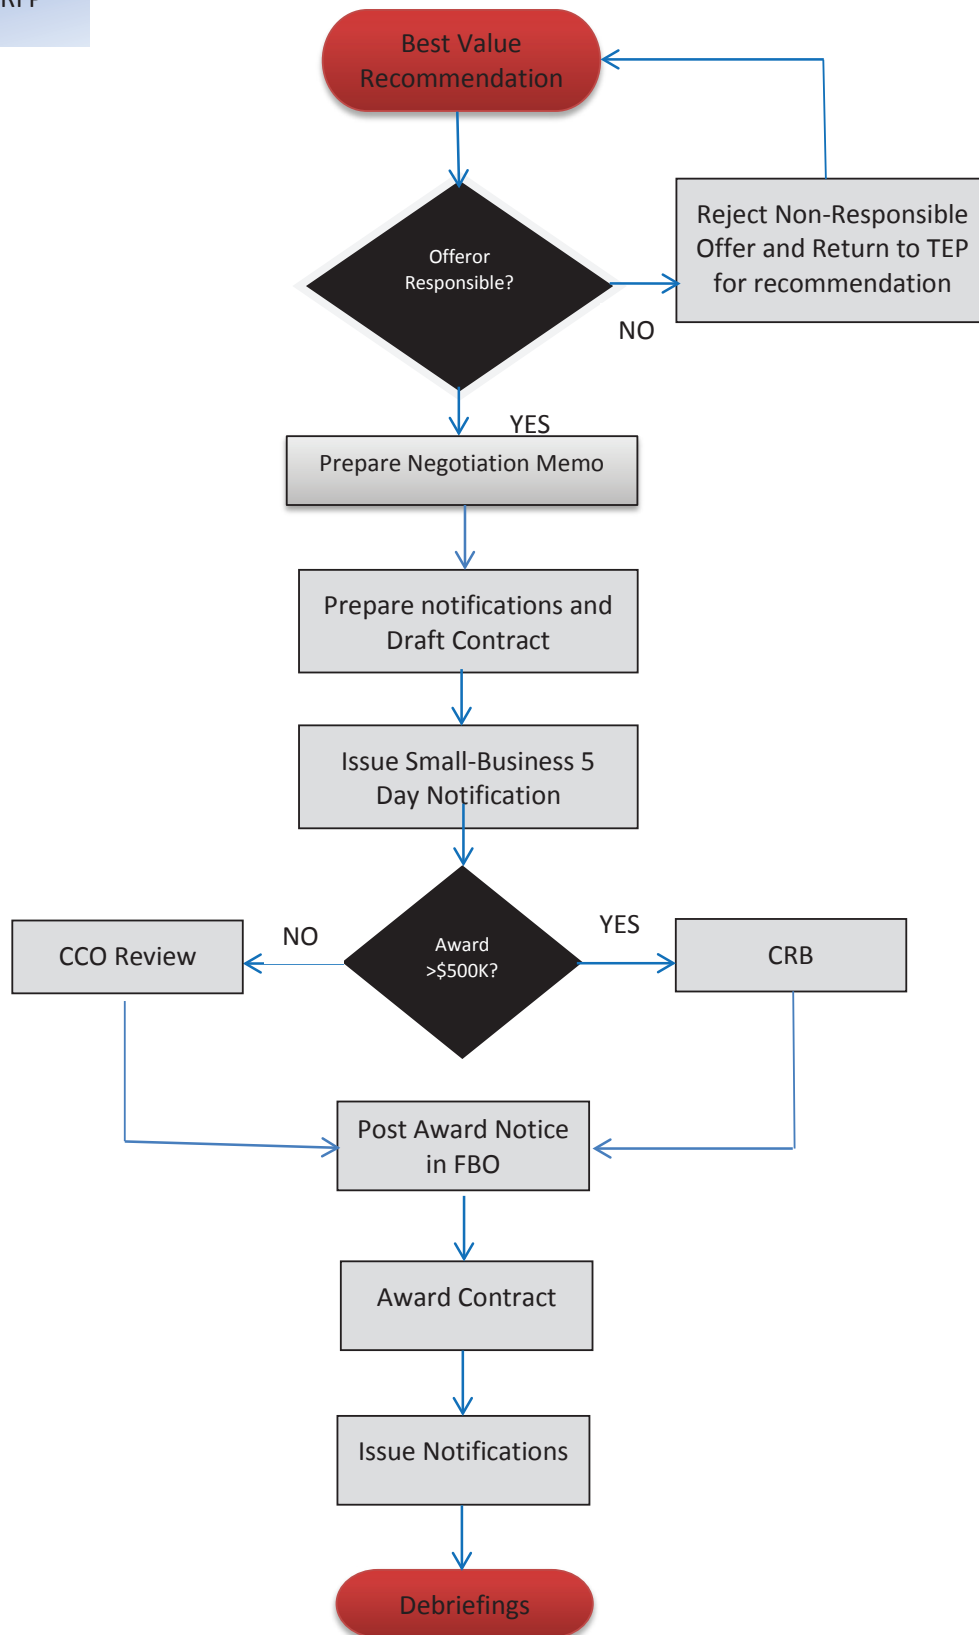 Best Value
Recommendation
Offeror
Responsible?
Reject Non-Responsible
Offer and Return to TEP
for recommendation
NO
YES
Prepare Negotiation Memo
Prepare notifications and
Draft Contract
Issue Small-Business 5
Day Notification
Award
>$500K?
NO
YES
CCO Review
CRB
Post Award Notice
in FBO
Award Contract
Issue Notifications
Debriefings